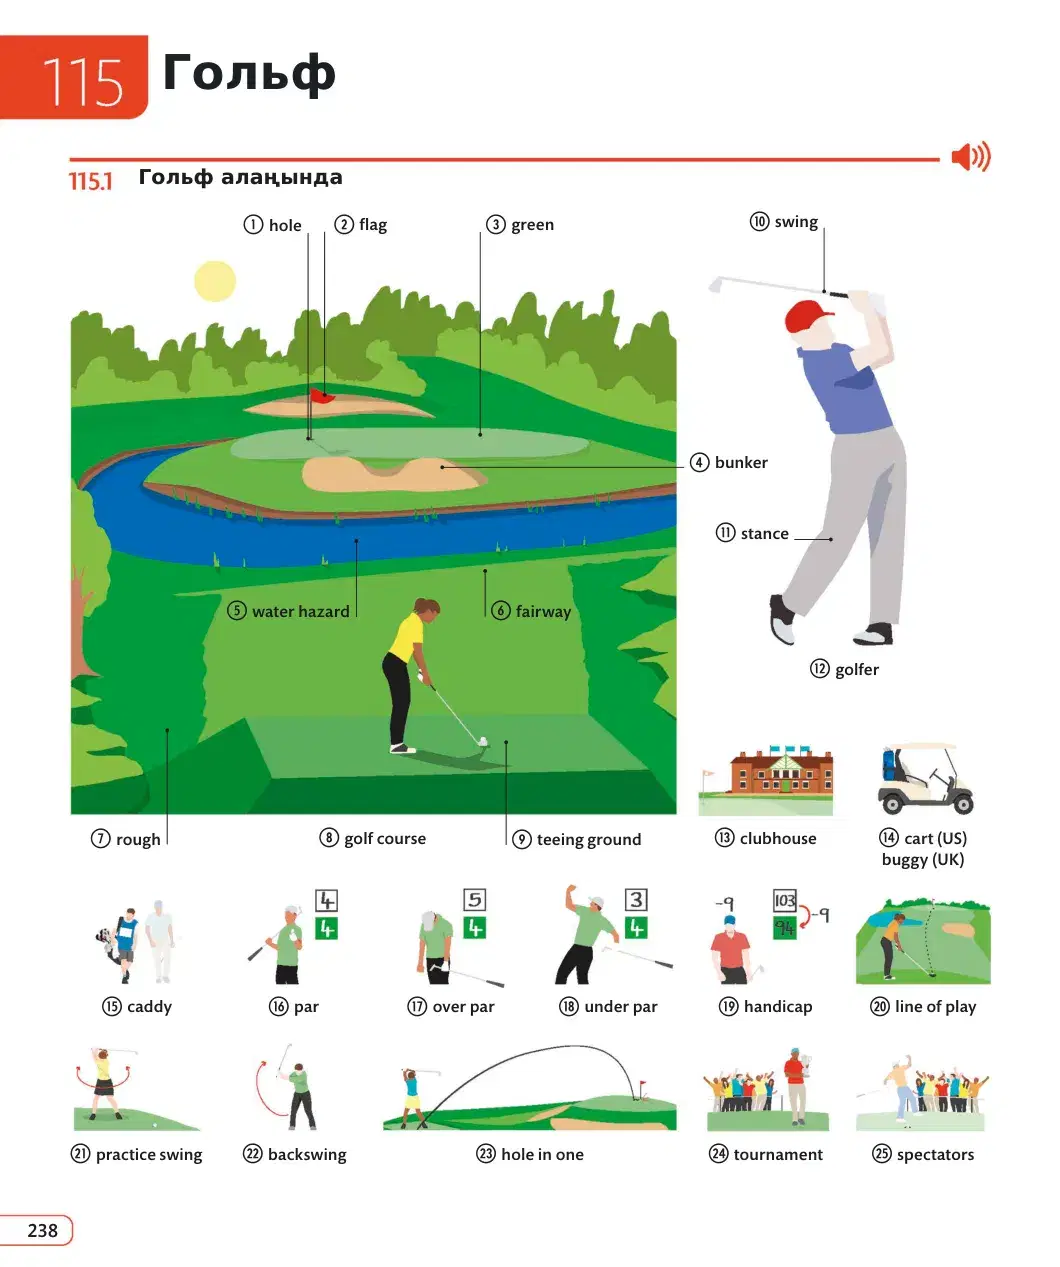 115 Гольф
115.1 Гольф алаңында
① hole
② flag
③ green
⑩ swing
④ bunker
⑪ stance
⑤ water hazard
⑥ fairway
⑫ golfer
⑦ rough
⑧ golf course
⑨ teeing ground
⑬ clubhouse
⑭ cart (US)
buggy (UK)
4
4
5
4
3
4
-9
103
94
-9
⑮ caddy
⑯ par
⑰ over par
⑱ under par
⑲ handicap
⑳ line of play
㉑ practice swing
㉒ backswing
㉓ hole in one
㉔ tournament
㉕ spectators
238